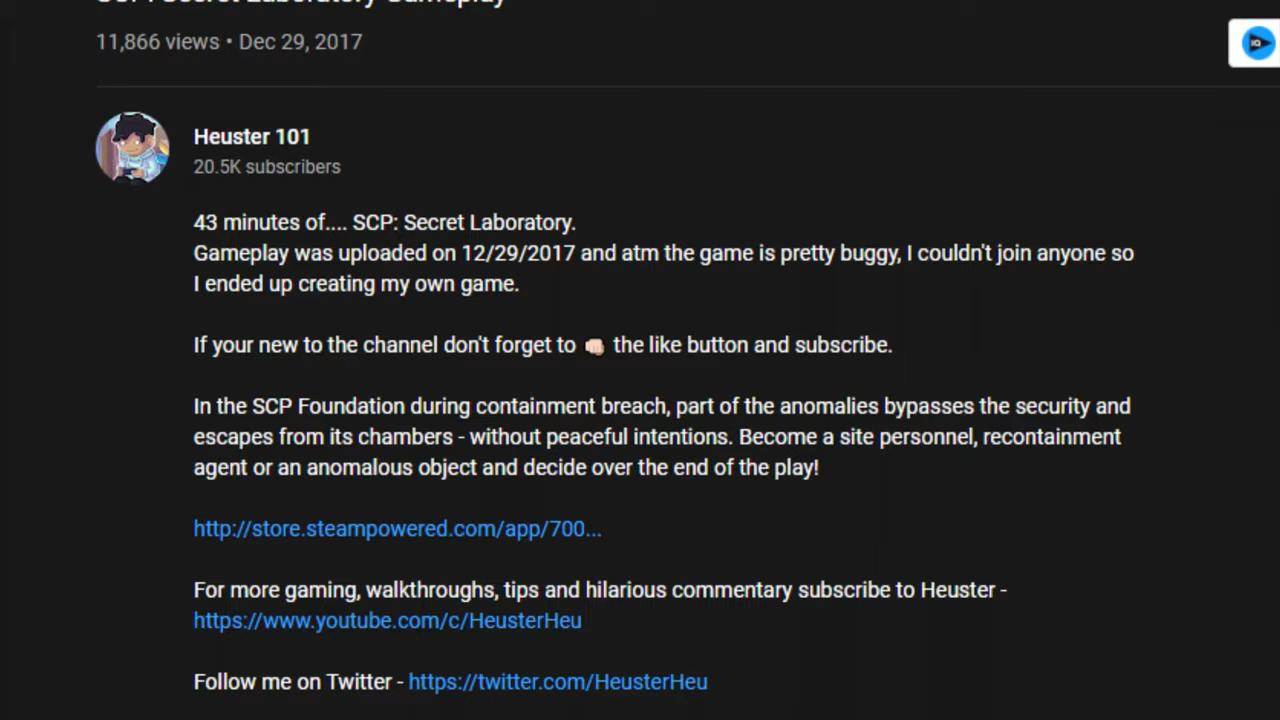 SCP: Secret Laboratory Gameplay
11,866 views • Dec 29, 2017
IQ
Heuster 101
20.5K subscribers
43 minutes of.... SCP: Secret Laboratory.
Gameplay was uploaded on 12/29/2017 and atm the game is pretty buggy, I couldn't join anyone so
I ended up creating my own game.
If your new to the channel don't forget to 👊🏻 the like button and subscribe.
In the SCP Foundation during containment breach, part of the anomalies bypasses the security and
escapes from its chambers - without peaceful intentions. Become a site personnel, recontainment
agent or an anomalous object and decide over the end of the play!
http://store.steampowered.com/app/700...
For more gaming, walkthroughs, tips and hilarious commentary subscribe to Heuster -
https://www.youtube.com/c/HeusterHeu
Follow me on Twitter - https://twitter.com/HeusterHeu